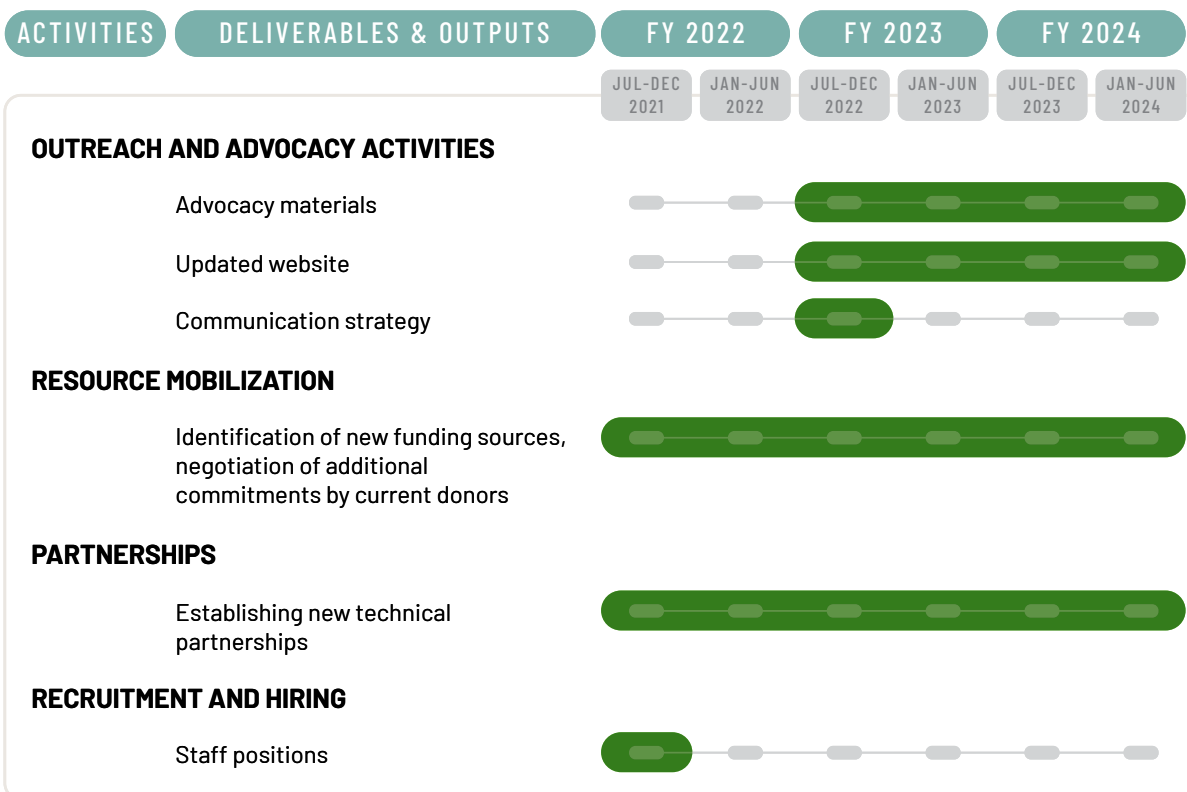 ACTIVITIES
DELIVERABLES & OUTPUTS
FY 2022
FY 2023
FY 2024
JUL-DEC
2021
JAN-JUN
2022
JUL-DEC
2022
JAN-JUN
2023
JUL-DEC
2023
JAN-JUN
2024
OUTREACH AND ADVOCACY ACTIVITIES
Advocacy materials
Updated website
Communication strategy
RESOURCE MOBILIZATION
Identification of new funding sources,
negotiation of additional
commitments by current donors
PARTNERSHIPS
Establishing new technical
partnerships
RECRUITMENT AND HIRING
Staff positions